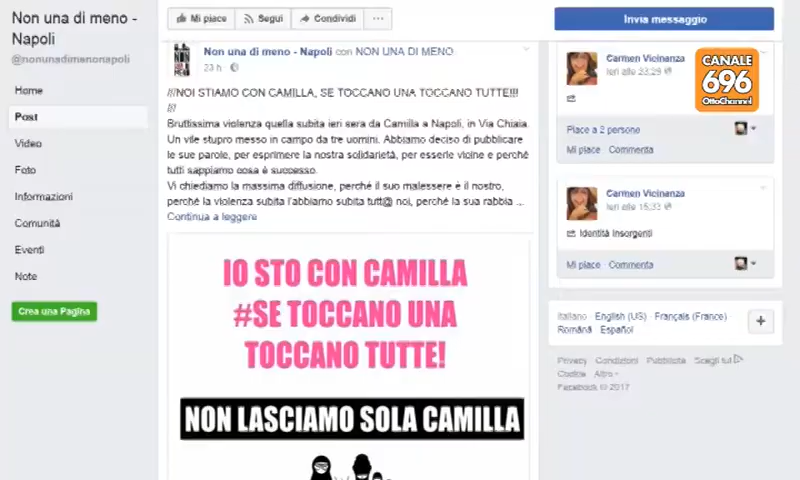 Non una di meno -
Napoli
@nonunadimenonapoli
Home
Post
Video
Foto
Informazioni
Comunità
Eventi
Note
Crea una Pagina
Mi piace Segui Condividi ...
Non una di meno - Napoli con NON UNA DI MENO.
23 h ·
///NOI STIAMO CON CAMILLA, SE TOCCANO UNA TOCCANO TUTTE!!!
///
Bruttissima violenza quella subita ieri sera da Camilla a Napoli, in Via Chiaia.
Un vile stupro messo in campo da tre uomini. Abbiamo deciso di pubblicare
le sue parole, per esprimere la nostra solidarietà, per esserle vicine e perché
tutti sappiamo cosa è successo.
Vi chiediamo la massima diffusione, perché il suo malessere è il nostro,
perché la violenza subita l'abbiamo subita tutt@ noi, perché la sua rabbia ...
Continua a leggere
IO STO CON CAMILLA
#SE TOCCANO UNA
TOCCANO TUTTE!
NON LASCIAMO SOLA CAMILLA
Invia messaggio
Carmen Vicinanza
Ieri alle 23:29
CANALE
696
OttoChannel
Piace a 2 persone
Mi piace · Commenta
Carmen Vicinanza
Ieri alle 15:33
Identità Insorgenti
Mi piace · Commenta
Italiano · English (US) · Français (France) ·
Română · Español
+
Privacy · Condizioni · Pubblicità · Scegli tu!
Cookie · Altro
Facebook © 2017